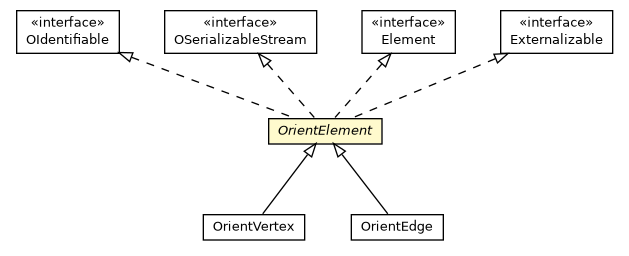 «interface»
OIdentifiable
«interface»
OSerializableStream
«interface»
Element
«interface»
Externalizable
OrientElement
OrientVertex
OrientEdge